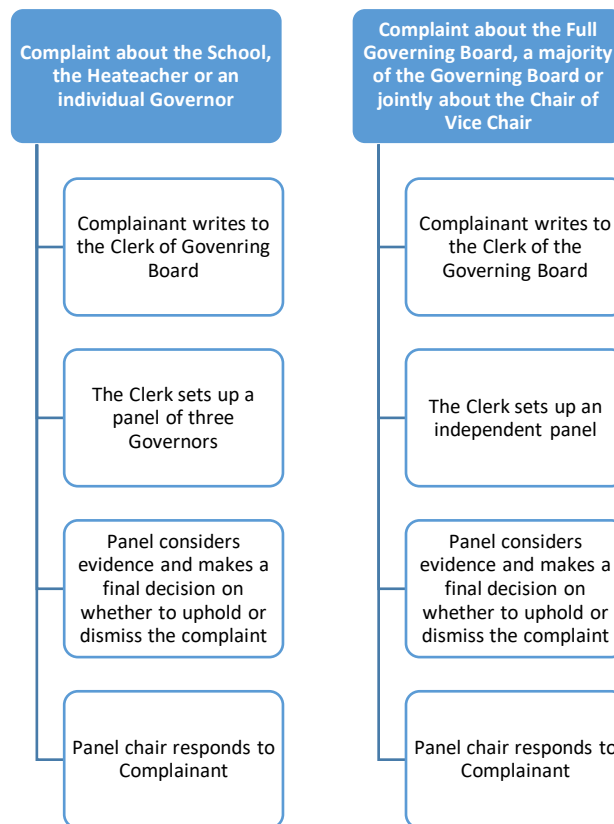 Complaint about the School,
the Heateacher or an
individual Governor
Complainant writes to
the Clerk of Govenring
Board
The Clerk sets up a
panel of three
Governors
Panel considers
evidence and makes a
final decision on
whether to uphold or
dismiss the complaint
Panel chair responds to
Complainant
Complaint about the Full
Governing Board, a majority
of the Governing Board or
jointly about the Chair of
Vice Chair
Complainant writes to
the Clerk of the
Governing Board
The Clerk sets up an
independent panel
Panel considers
evidence and makes a
final decision on
whether to uphold or
dismiss the complaint
Panel chair responds to
Complainant